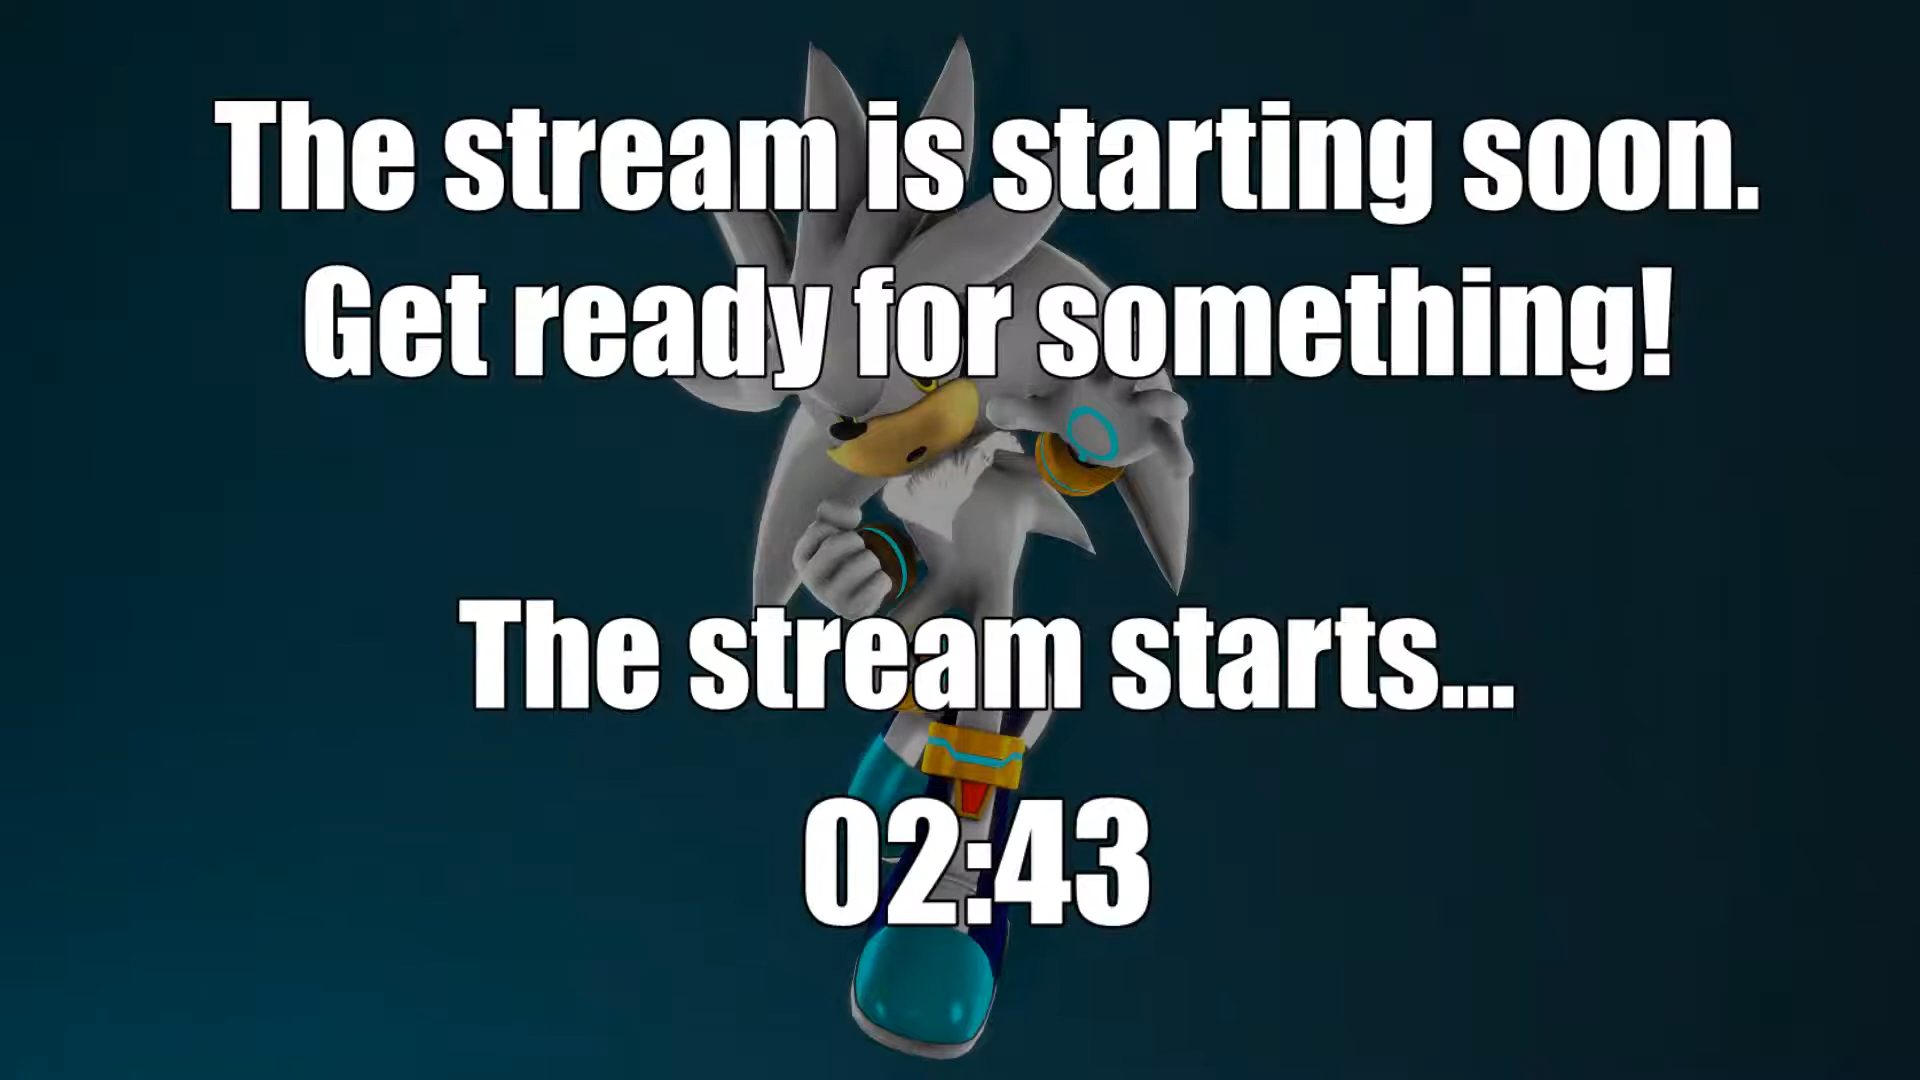 The stream is starting soon.
Get ready for something!
The stream starts...
02:43